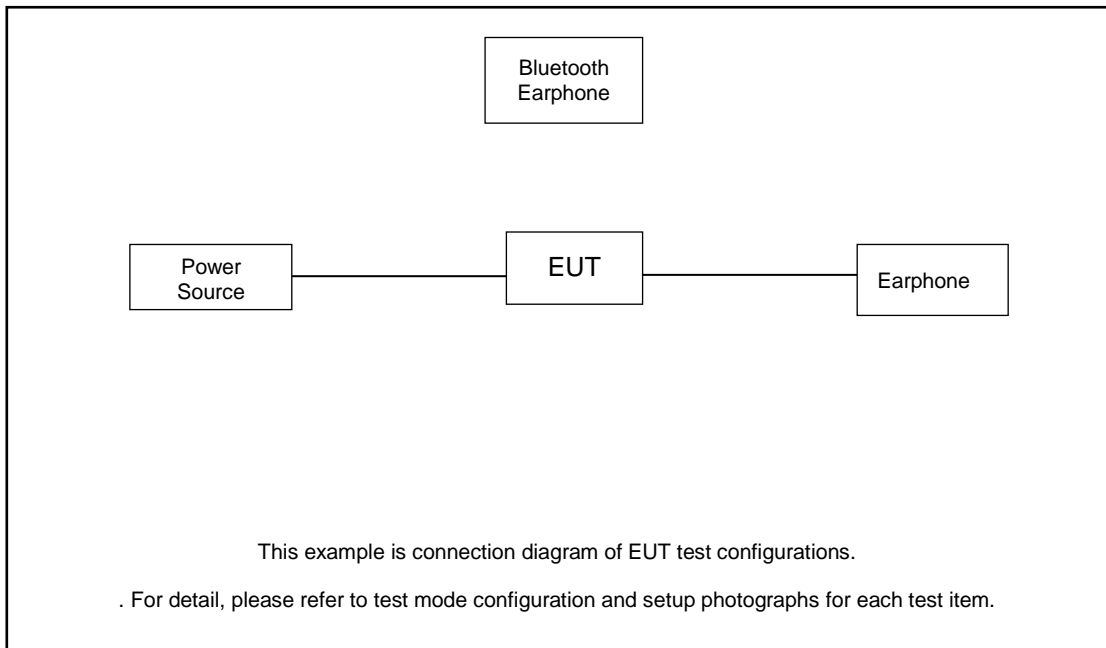 Bluetooth
Earphone
Power
Source
EUT
Earphone
This example is connection diagram of EUT test configurations.
. For detail, please refer to test mode configuration and setup photographs for each test item.